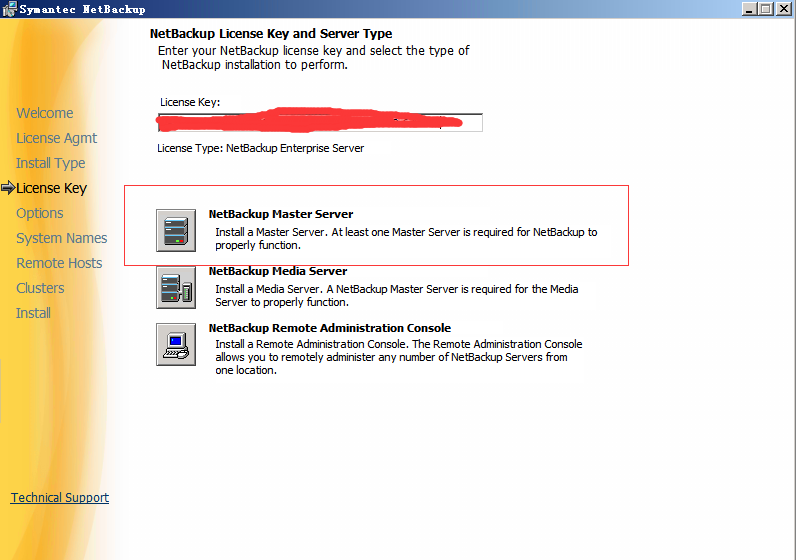 Symantec NetBackup
NetBackup License Key and Server Type
Enter your NetBackup license key and select the type of
NetBackup installation to perform.
License Key:
License Type: NetBackup Enterprise Server
Welcome
License Agmt
Install Type
License Key
Options
System Names
Remote Hosts
Clusters
Install
NetBackup Master Server
Install a Master Server. At least one Master Server is required for NetBackup to
properly function.
NetBackup Media Server
Install a Media Server. A NetBackup Master Server is required for the Media
Server to properly function.
NetBackup Remote Administration Console
Install a Remote Administration Console. The Remote Administration Console
allows you to remotely administer any number of NetBackup Servers from
one location.
Technical Support